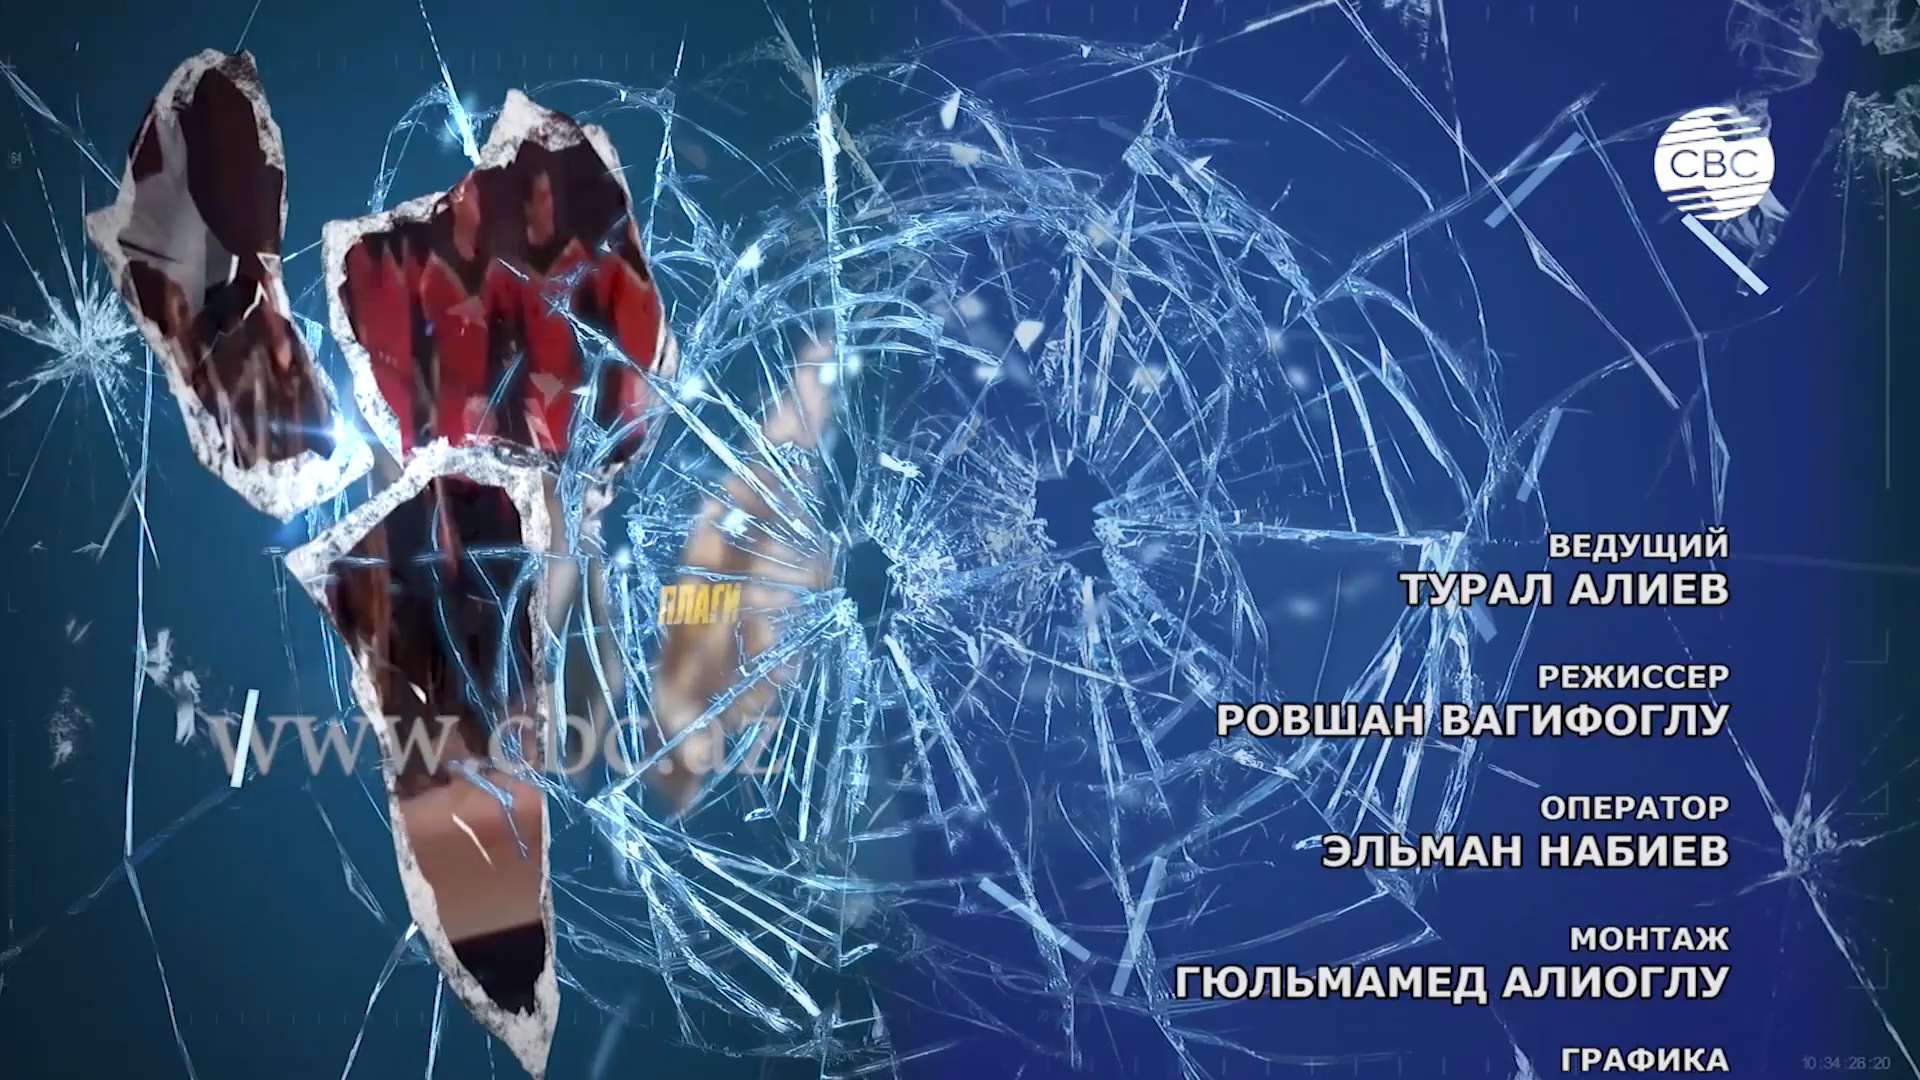 CBC
ВЕДУЩИЙ
ТУРАЛ АЛИЕВ
ПЛАГИ
РЕЖИССЕР
РОВШАН ВАГИФОГЛУ
www.cbc.az
ОПЕРАТОР
ЭЛЬМАН НАБИЕВ
МОНТАЖ
ГЮЛЬМАМЕД АЛИОГЛУ
ГРАФИКА
10:34:28:20
64